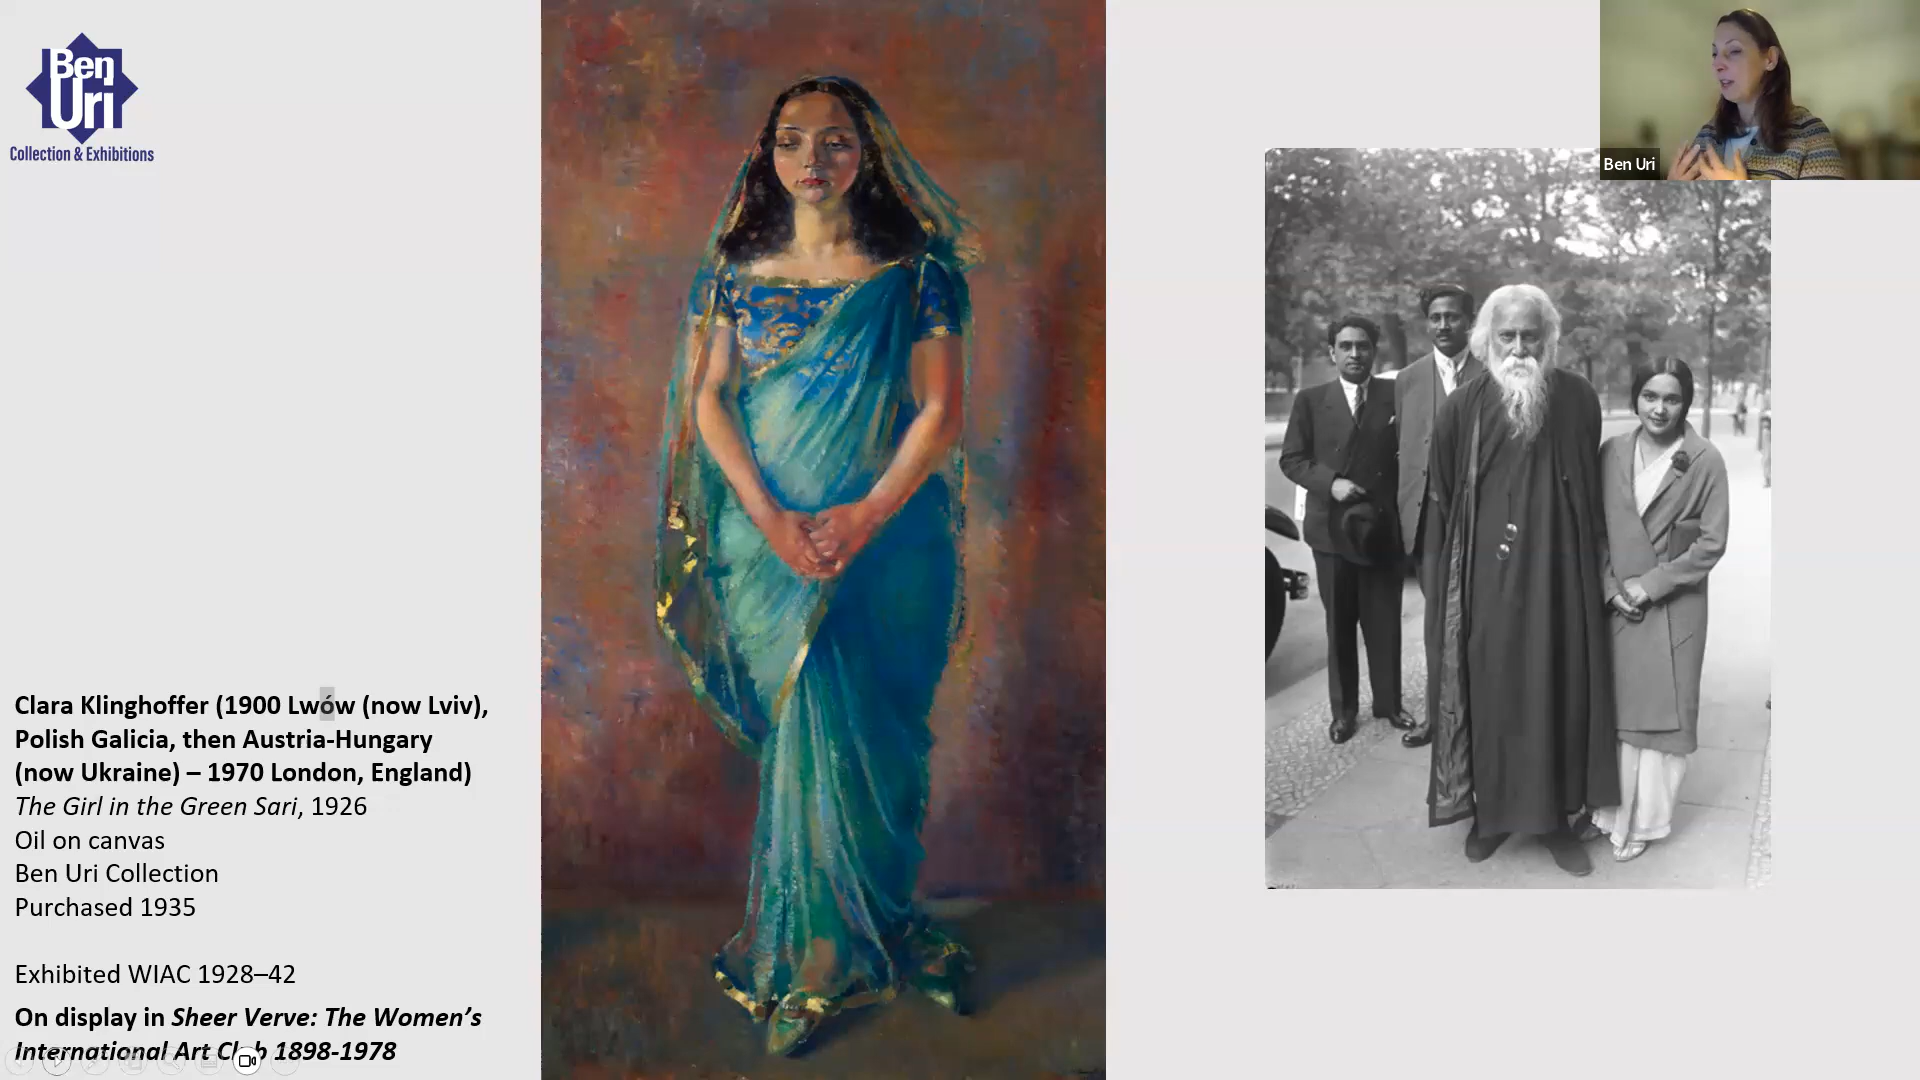 Ben
Uri
Collection & Exhibitions
Ben Uri
Clara Klinghoffer (1900 Lwów (now Lviv),
Polish Galicia, then Austria-Hungary
(now Ukraine) – 1970 London, England)
The Girl in the Green Sari, 1926
Oil on canvas
Ben Uri Collection
Purchased 1935
Exhibited WIAC 1928–42
On display in Sheer Verve: The Women’s
International Art Club 1898-1978